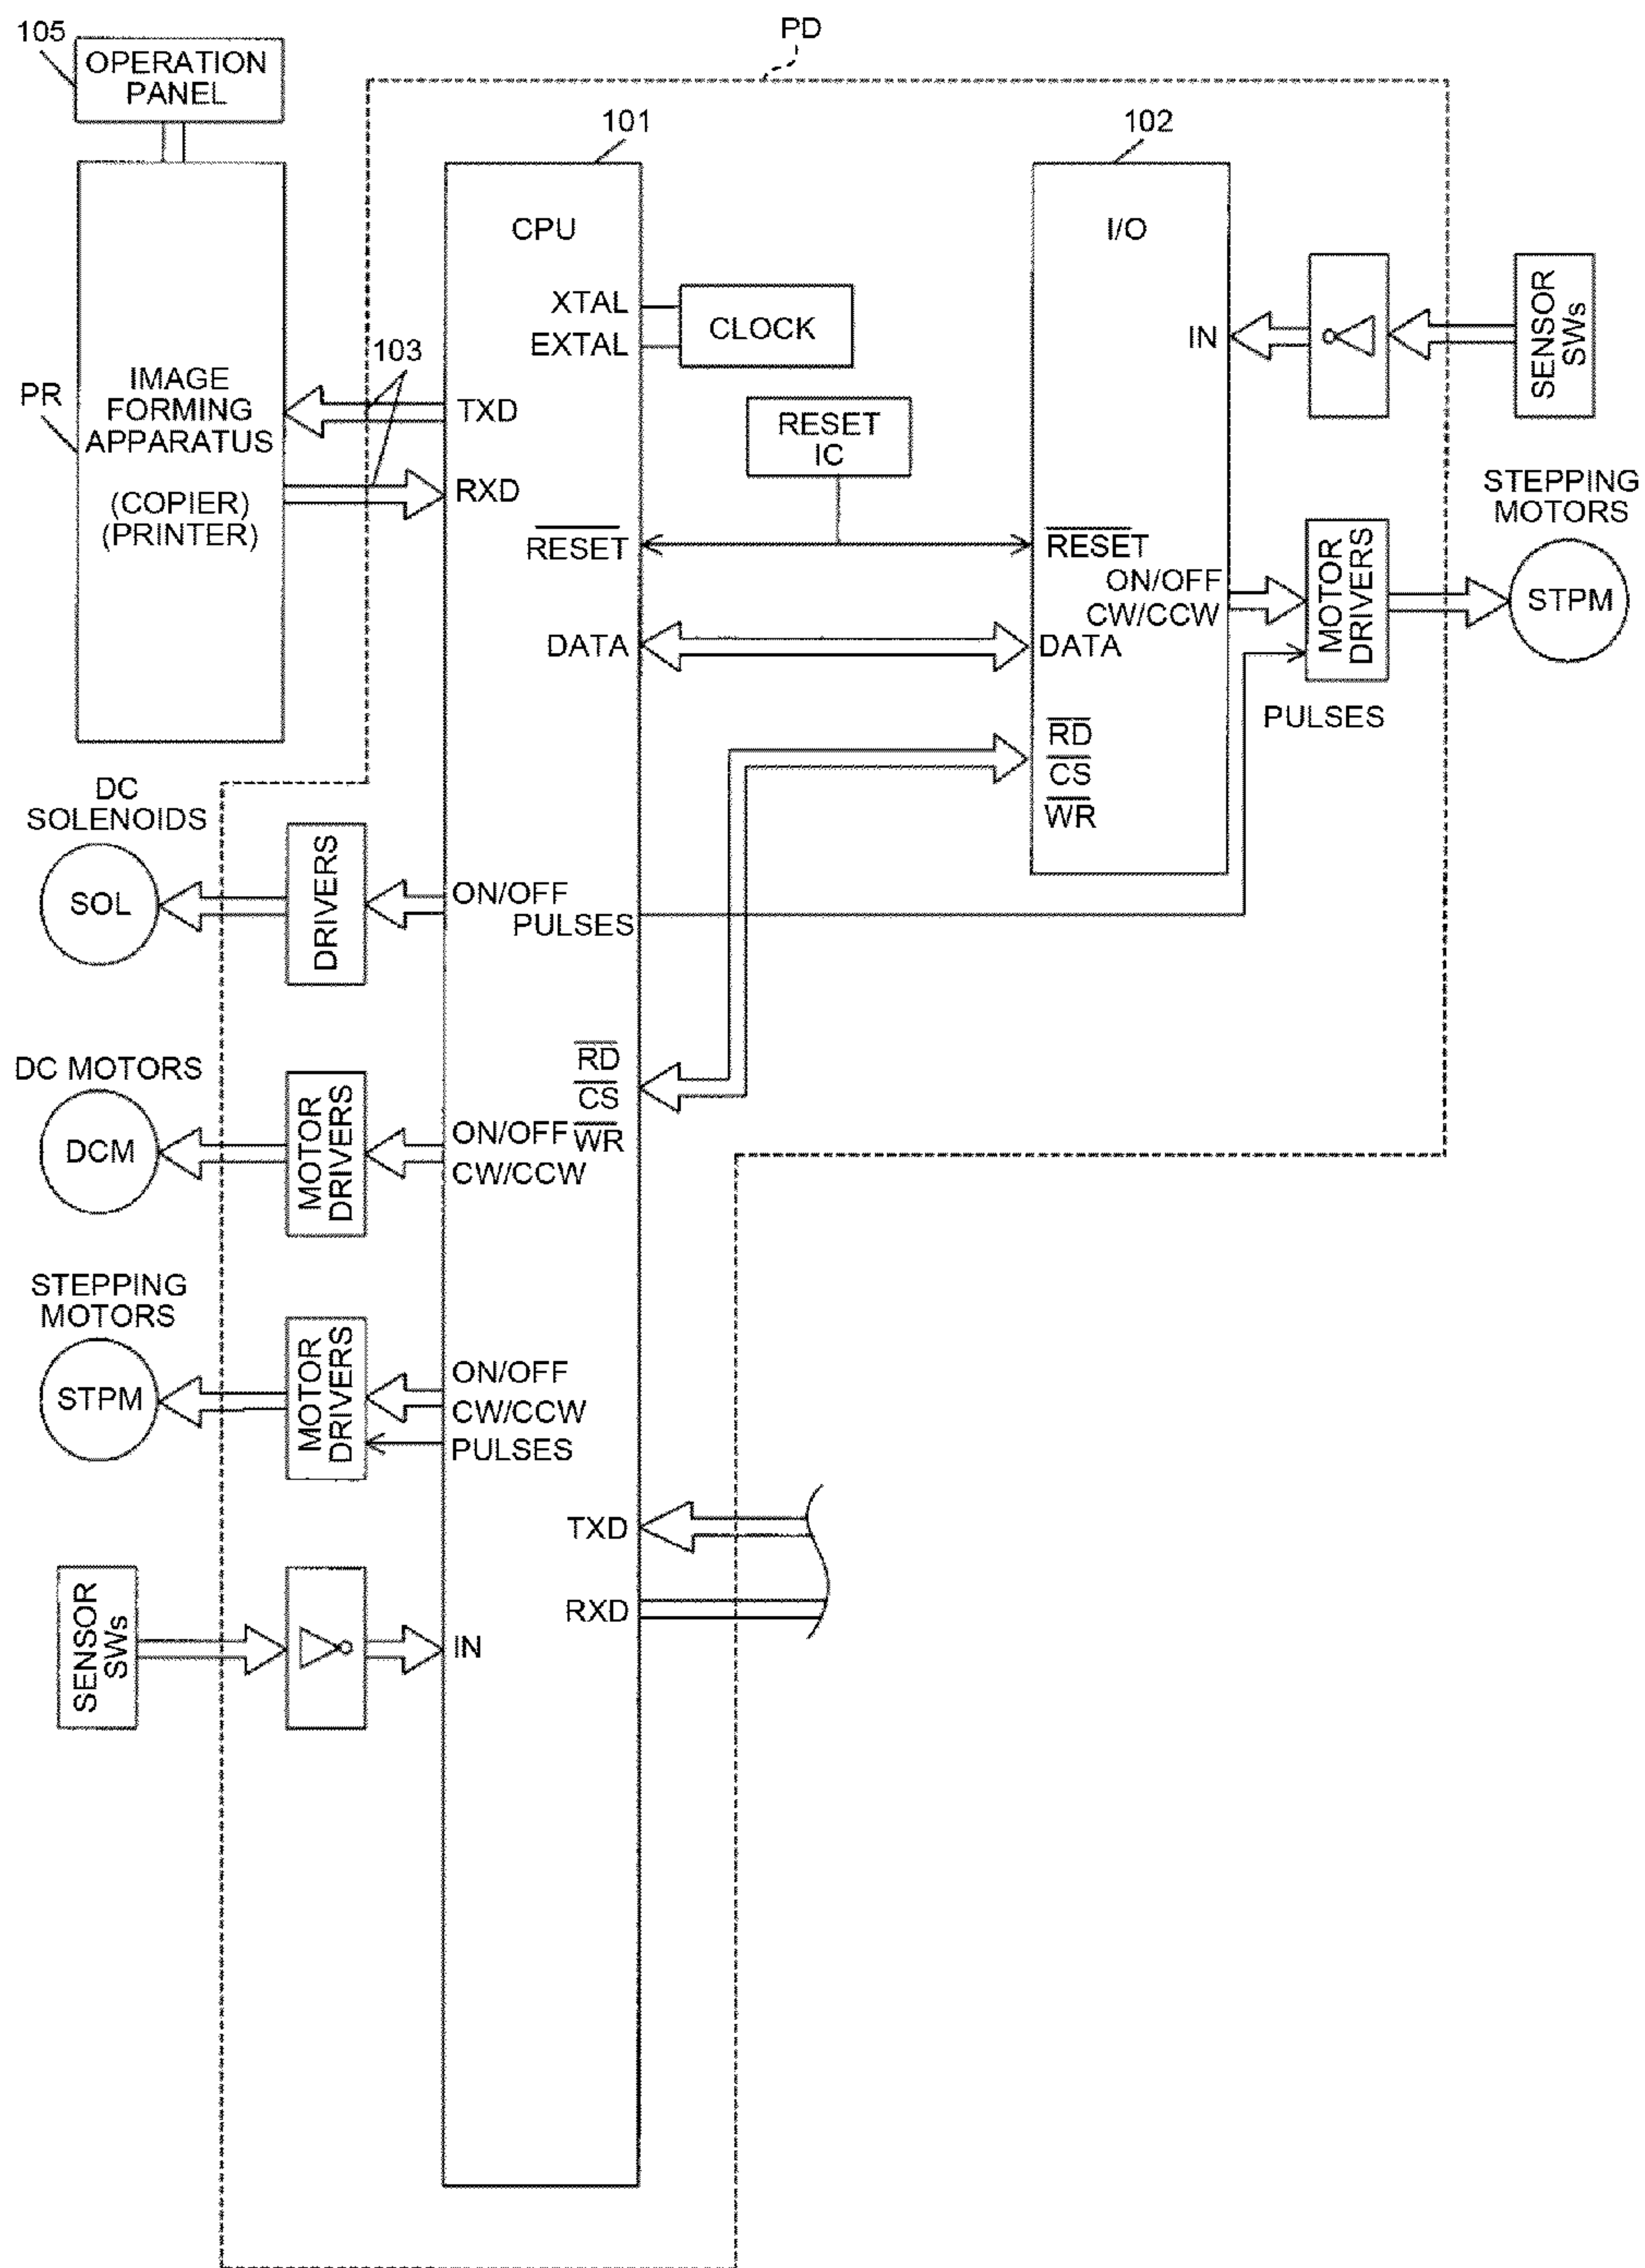 PD
105
OPERATION
PANEL
101
102
CPU
I/O
XTAL
EXTAL
CLOCK
IN
SENSOR
SWs
103
PR
IMAGE
FORMING
APPARATUS
(COPIER)
(PRINTER)
TXD
RXD
RESET
IC
STEPPING
MOTORS
RESET
RESET
ON/OFF
CW/CCW
MOTOR
DRIVERS
STPM
DATA
DATA
PULSES
RD
CS
WR
DC
SOLENOIDS
SOL
DRIVERS
ON/OFF
PULSES
RD
CS
WR
DC MOTORS
DCM
MOTOR
DRIVERS
ON/OFF
CW/CCW
STEPPING
MOTORS
STPM
MOTOR
DRIVERS
ON/OFF
CW/CCW
PULSES
TXD
RXD
SENSOR
SWs
IN